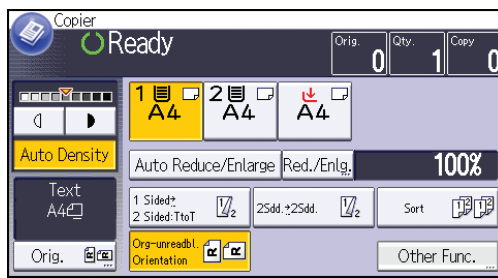 Copier
Ready
Orig. 0
Qty. 1
Copy 0
1 A4
2 A4
A4
Auto Density
Auto Reduce/Enlarge
Red./Enlg.
100%
Text
A4
1 Sided→
2 Sided:TtoT
2Sdd.→2Sdd.
Sort
Orig.
Org-unreadbl.
Orientation
Other Func.